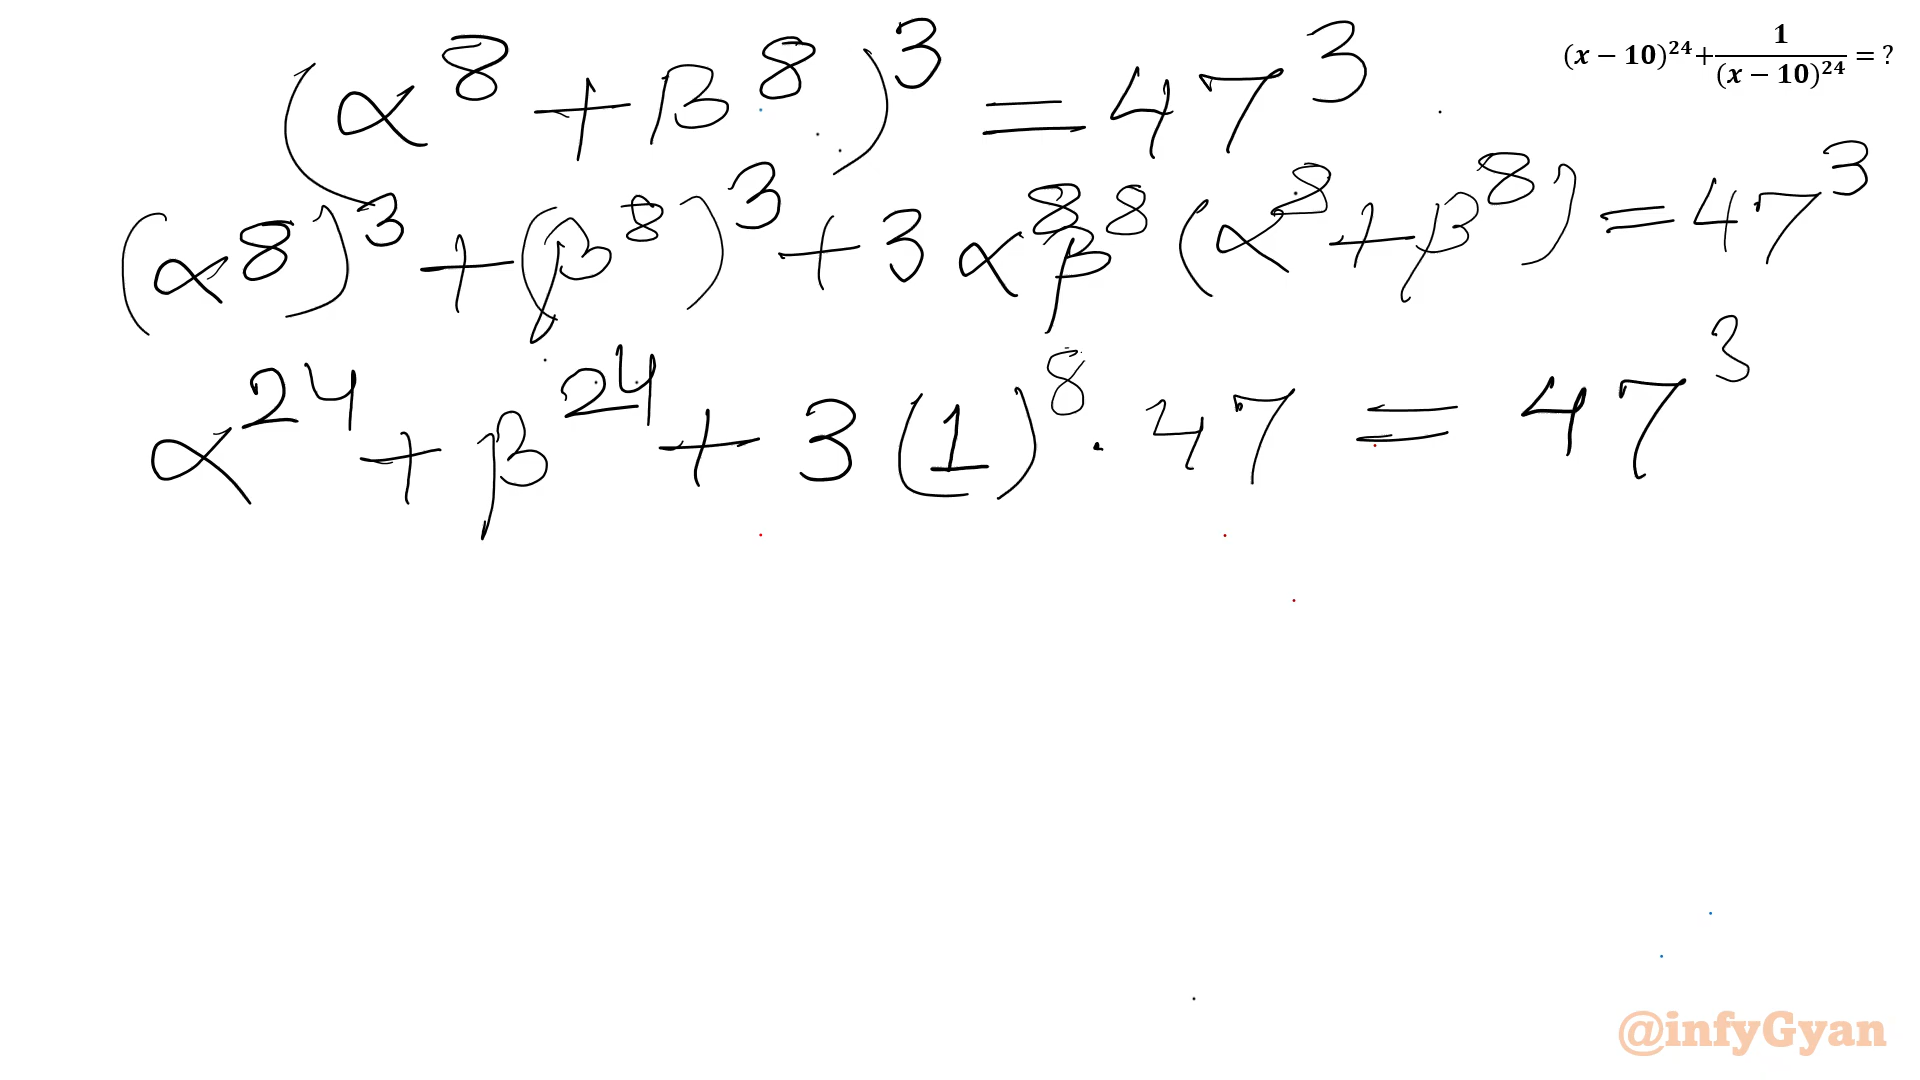 (x − 10)²⁴ + 1/(x − 10)²⁴ = ?
(α⁸ + β⁸)³ = 47³
(α⁸)³ + (β⁸)³ + 3α⁸β⁸(α⁸ + β⁸) = 47³
α²⁴ + β²⁴ + 3(1)⁸ · 47 = 47³
@infyGyan